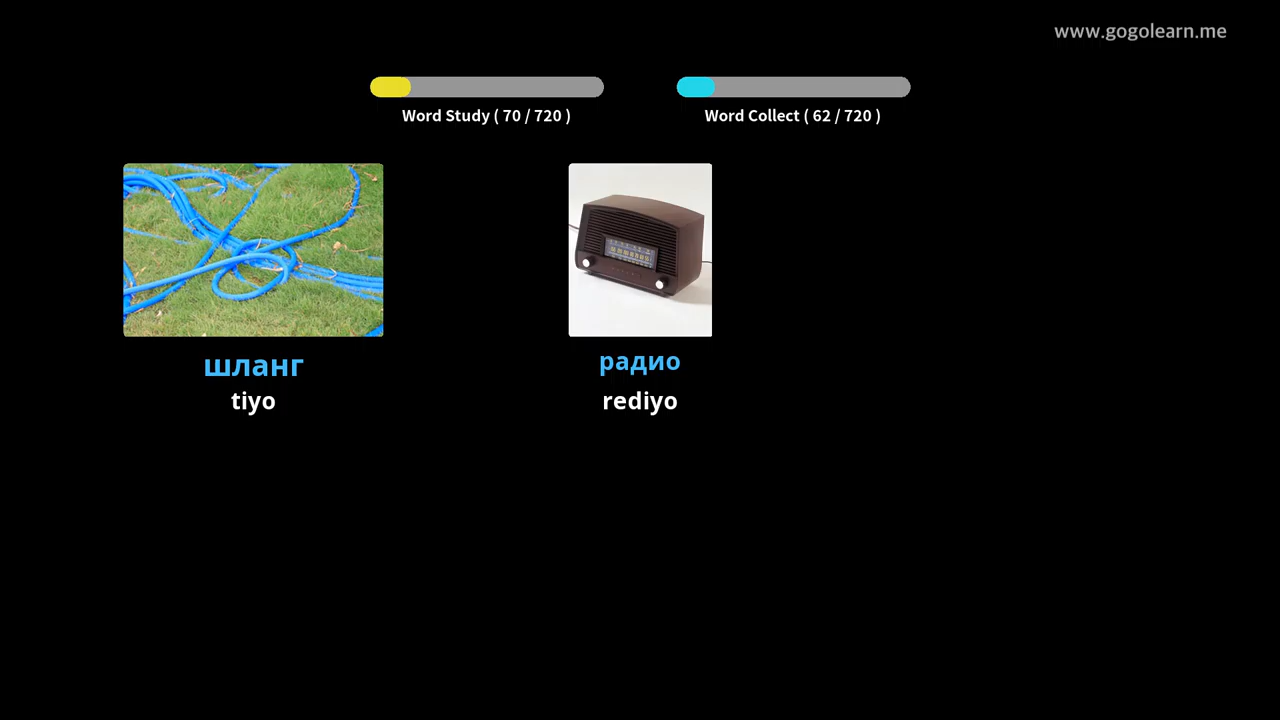 www.gogolearn.me
Word Study ( 70 / 720 )
Word Collect ( 62 / 720 )
шланг
tiyo
радио
rediyo